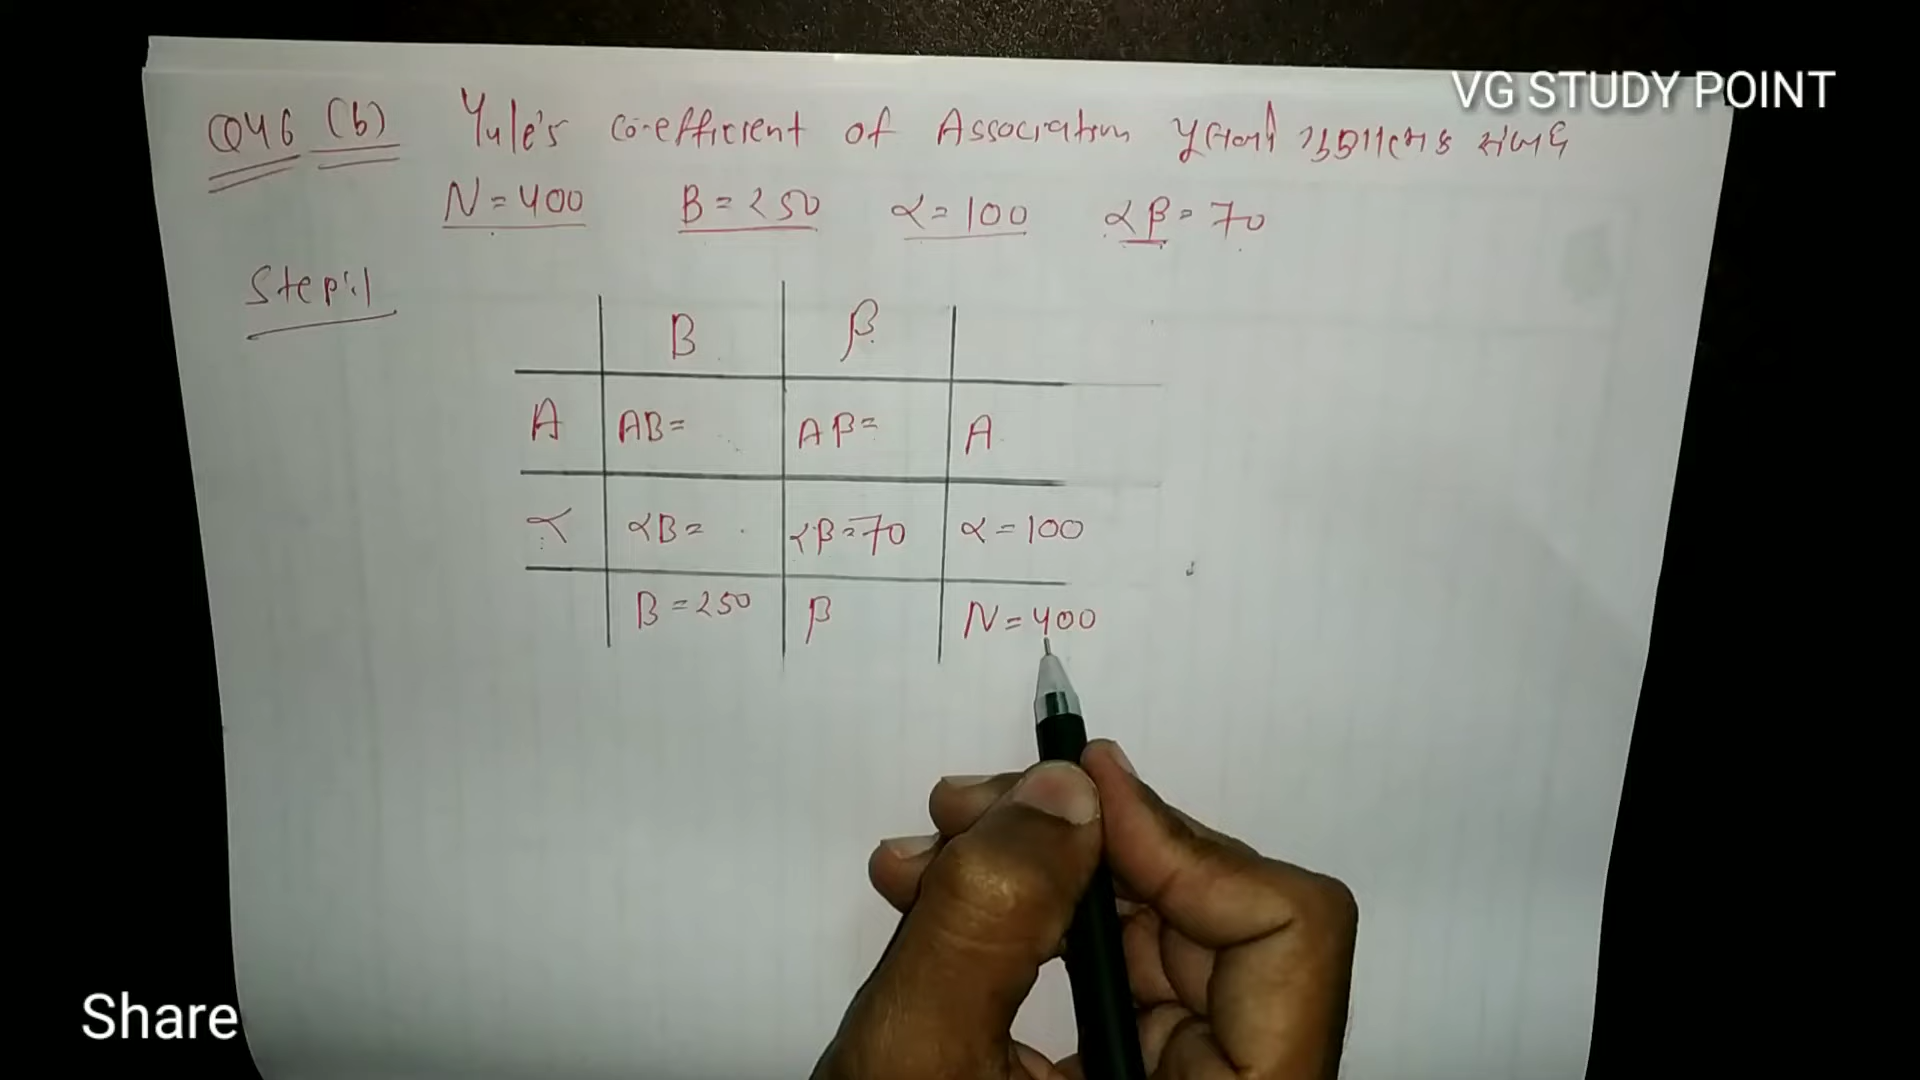 VG STUDY POINT
Q46 (b) Yule's co-efficient of Association
N=400 B=250 α=100 αβ=70
Step:1
B β
A AB= Aβ= A
α αB= αβ=70 α=100
B=250 β N=400
Share